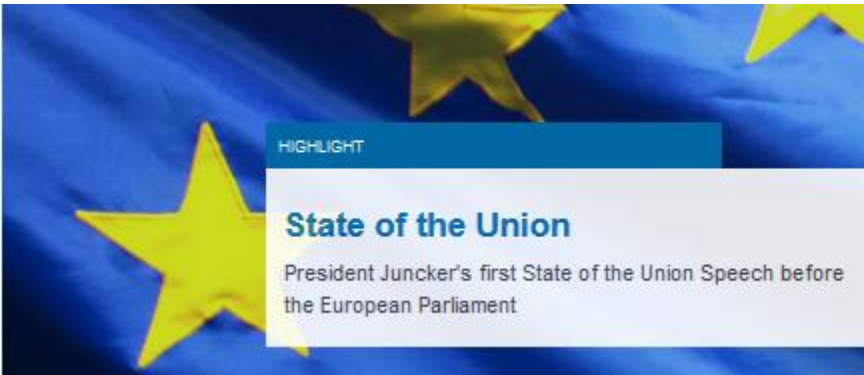 HIGHLIGHT
State of the Union
President Juncker's first State of the Union Speech before
the European Parliament